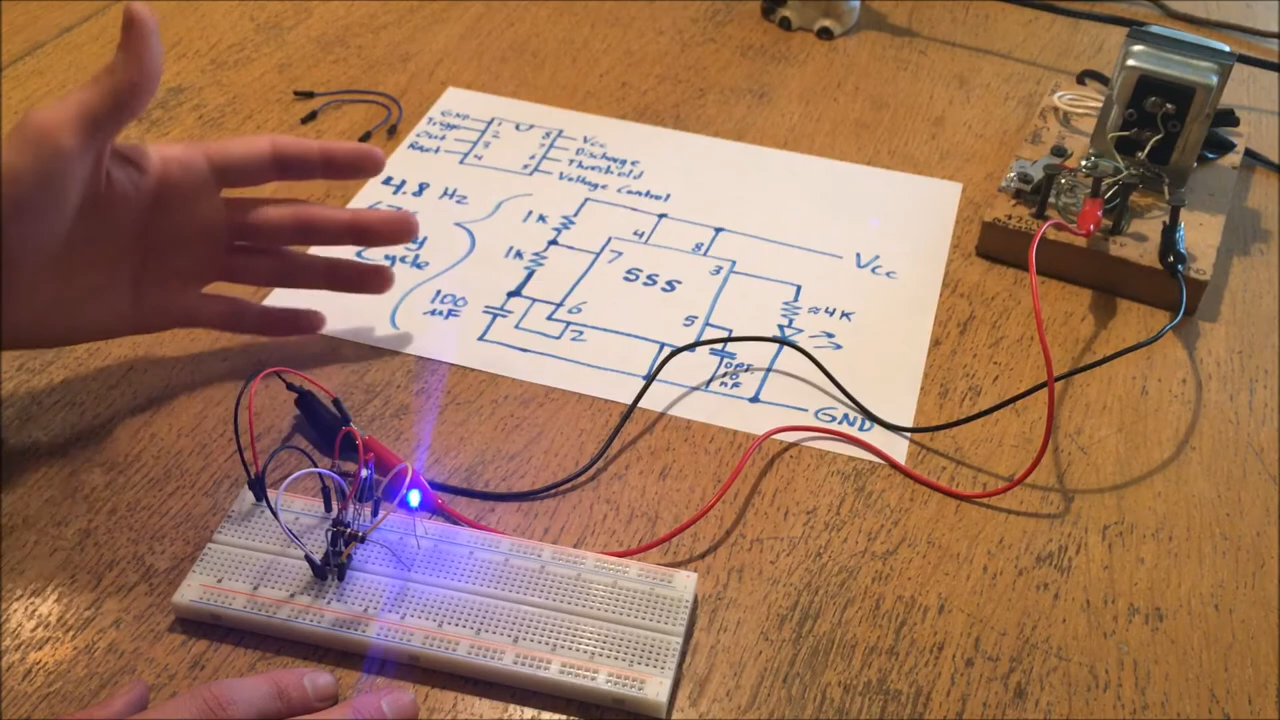 GND 1 8 Vcc
Trigger 2 7 Discharge
Out 3 6 Threshold
Reset 4 5 Voltage Control
4.8 Hz
Cycle
1K
1K
100
µF
7
4
8
3
555
6
2
5
≈4K
OPT.
10
nF
Vcc
GND